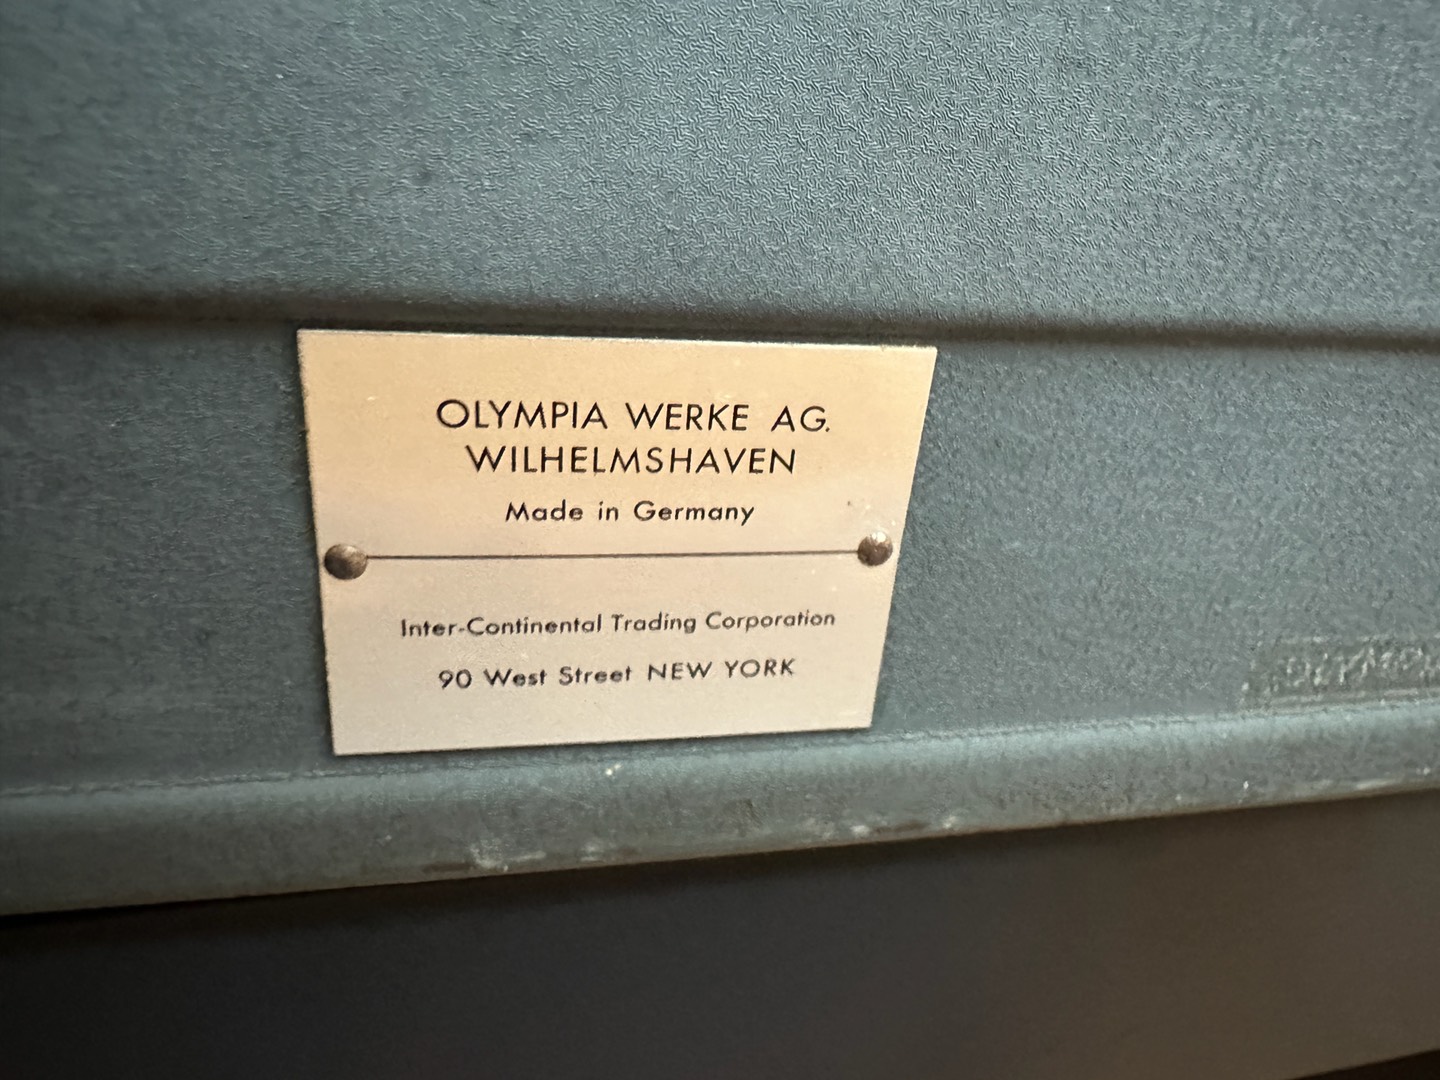 OLYMPIA WERKE AG.
WILHELMSHAVEN
Made in Germany
Inter-Continental Trading Corporation
90 West Street NEW YORK